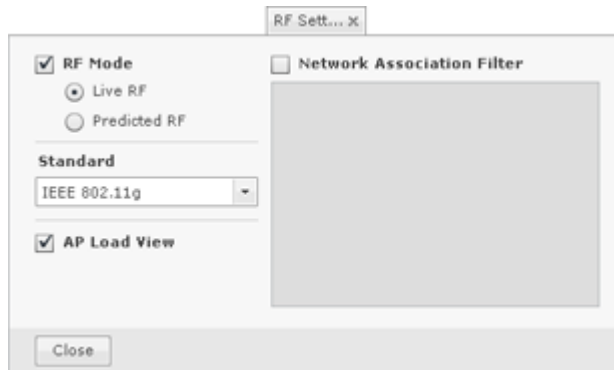 RF Sett... x
RF Mode
Live RF
Predicted RF
Standard
IEEE 802.11g
AP Load View
Network Association Filter
Close